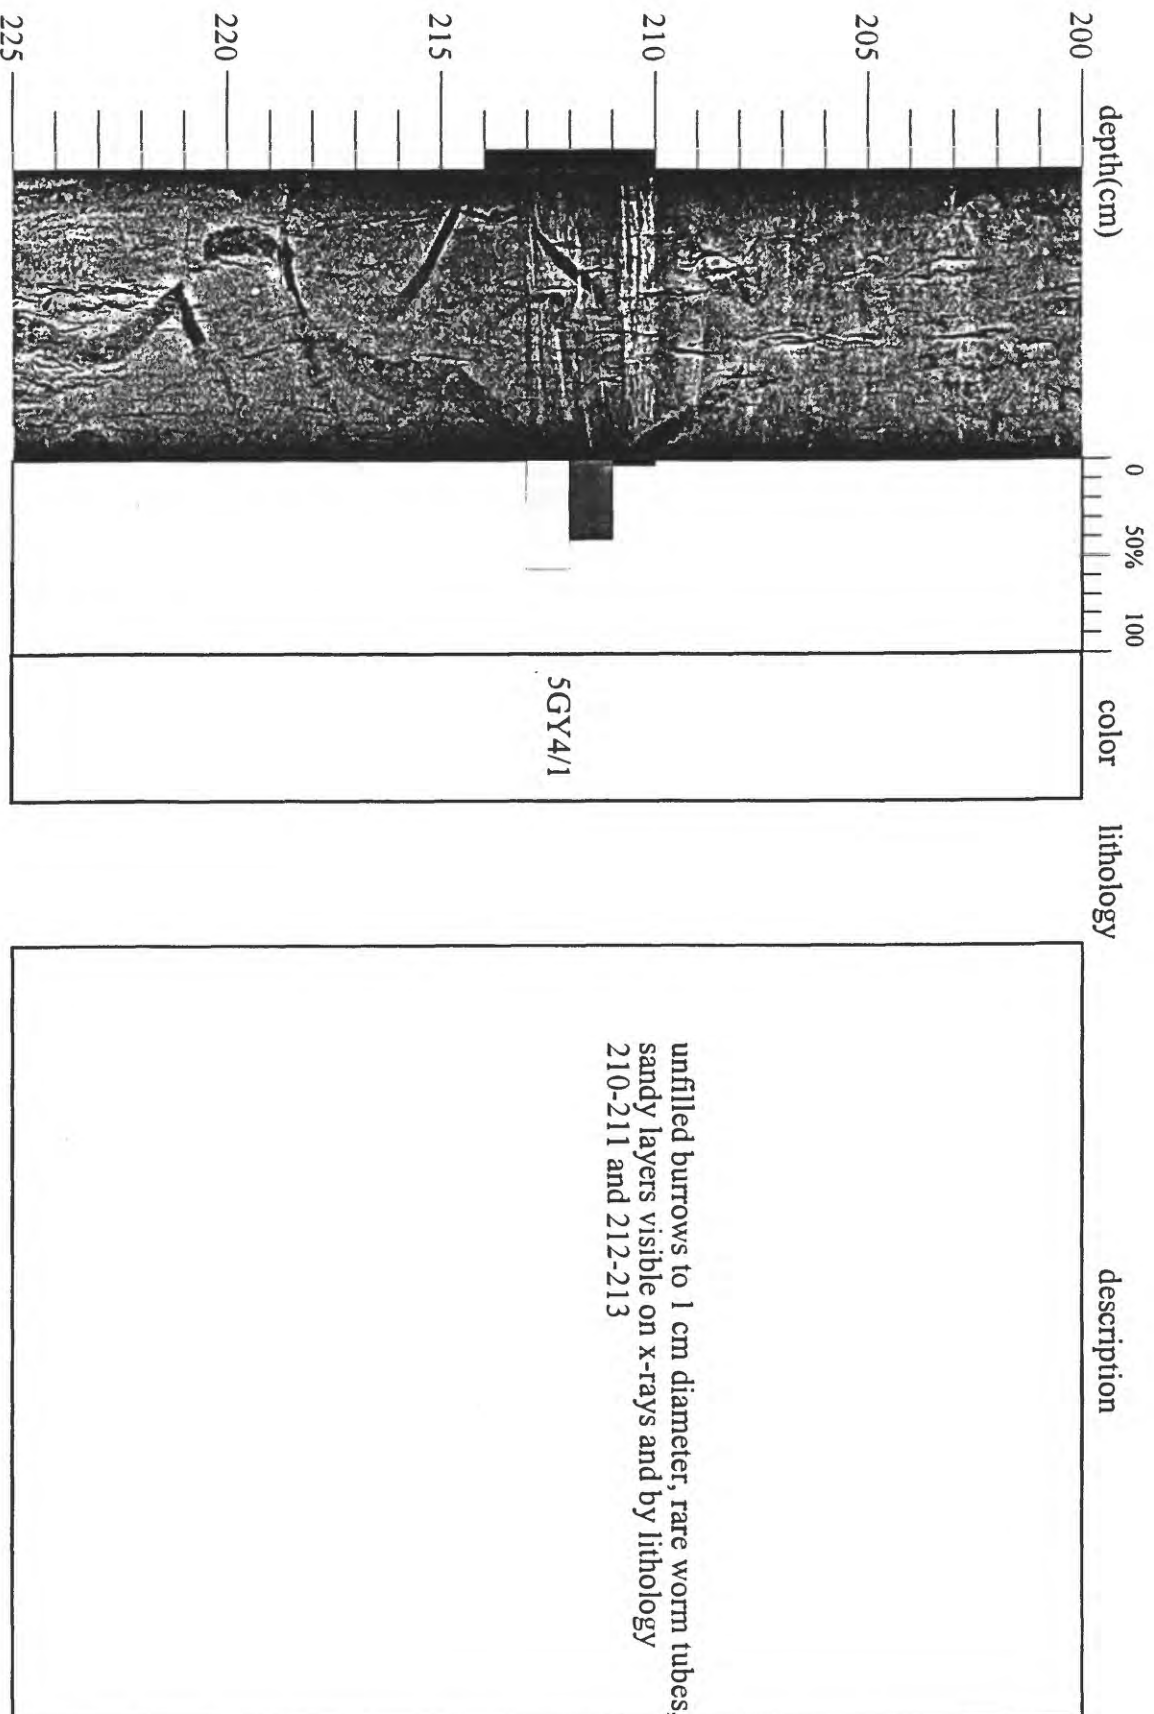 depth(cm)
0
50%
100
color
lithology
description
200
205
210
215
220
225
5GY4/1
unfilled burrows to 1 cm diameter, rare worm tubes,
sandy layers visible on x-rays and by lithology
210-211 and 212-213